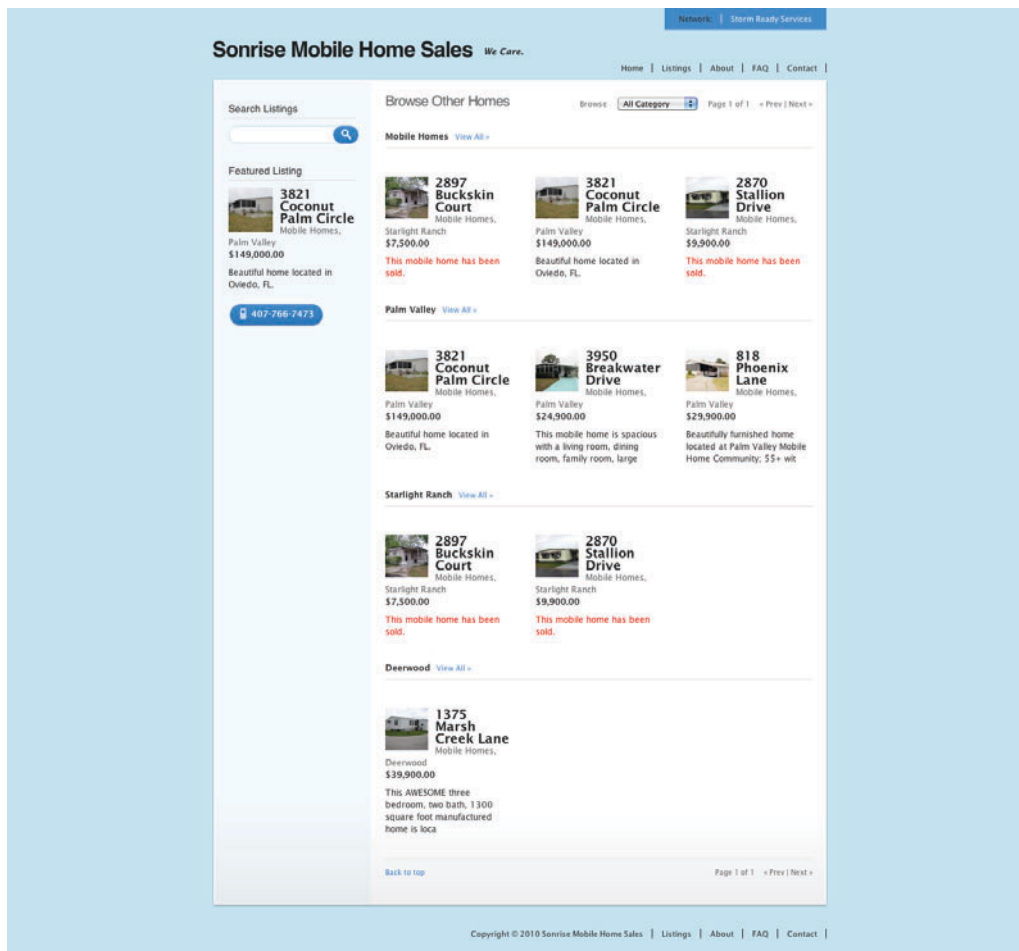 Network: | Storm Ready Services
Sonrise Mobile Home Sales We Care.
Home | Listings | About | FAQ | Contact |
Search Listings
Featured Listing
3821
Coconut
Palm Circle
Mobile Homes,
Palm Valley
$149,000.00
Beautiful home located in
Oviedo, FL.
407-766-7473
Browse Other Homes
Browse All Category Page 1 of 1 « Prev | Next »
Mobile Homes View All »
2897
Buckskin
Court
Mobile Homes,
Starlight Ranch
$7,500.00
This mobile home has been
sold.
3821
Coconut
Palm Circle
Mobile Homes,
Palm Valley
$149,000.00
Beautiful home located in
Oviedo, FL.
2870
Stallion
Drive
Mobile Homes,
Starlight Ranch
$9,900.00
This mobile home has been
sold.
Palm Valley View All »
3821
Coconut
Palm Circle
Mobile Homes,
Palm Valley
$149,000.00
Beautiful home located in
Oviedo, FL.
3950
Breakwater
Drive
Mobile Homes,
Palm Valley
$24,900.00
This mobile home is spacious
with a living room, dining
room, family room, large
818
Phoenix
Lane
Mobile Homes,
Palm Valley
$29,900.00
Beautifully furnished home
located at Palm Valley Mobile
Home Community; 55+ wit
Starlight Ranch View All »
2897
Buckskin
Court
Mobile Homes,
Starlight Ranch
$7,500.00
This mobile home has been
sold.
2870
Stallion
Drive
Mobile Homes,
Starlight Ranch
$9,900.00
This mobile home has been
sold.
Deerwood View All »
1375
Marsh
Creek Lane
Mobile Homes,
Deerwood
$39,900.00
This AWESOME three
bedroom, two bath, 1300
square foot manufactured
home is loca
Back to top
Page 1 of 1 « Prev | Next »
Copyright © 2010 Sonrise Mobile Home Sales | Listings | About | FAQ | Contact |